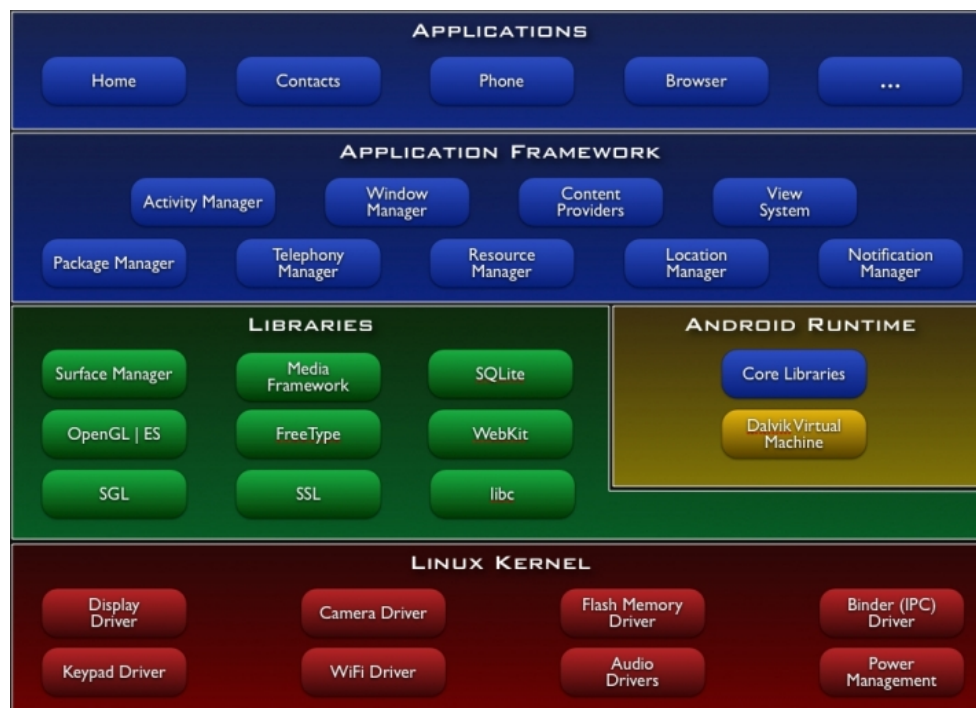 APPLICATIONS
Home
Contacts
Phone
Browser
...
APPLICATION FRAMEWORK
Activity Manager
Window
Manager
Content
Providers
View
System
Package Manager
Telephony
Manager
Resource
Manager
Location
Manager
Notification
Manager
LIBRARIES
Surface Manager
Media
Framework
SQLite
OpenGL | ES
FreeType
WebKit
SGL
SSL
libc
ANDROID RUNTIME
Core Libraries
Dalvik Virtual
Machine
LINUX KERNEL
Display
Driver
Camera Driver
Flash Memory
Driver
Binder (IPC)
Driver
Keypad Driver
WiFi Driver
Audio
Drivers
Power
Management